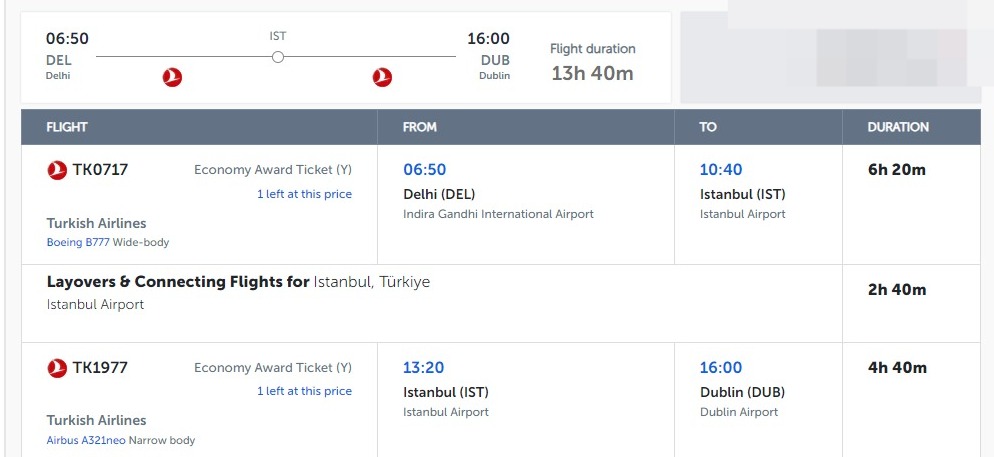 06:50 IST 16:00
DEL DUB
Delhi Dublin
Flight duration
13h 40m
FLIGHT FROM TO DURATION
TK0717 Economy Award Ticket (Y) 06:50 10:40 6h 20m
1 left at this price Delhi (DEL) Istanbul (IST)
Indira Gandhi International Airport Istanbul Airport
Turkish Airlines
Boeing B777 Wide-body
Layovers & Connecting Flights for Istanbul, Türkiye 2h 40m
Istanbul Airport
TK1977 Economy Award Ticket (Y) 13:20 16:00 4h 40m
1 left at this price Istanbul (IST) Dublin (DUB)
Istanbul Airport Dublin Airport
Turkish Airlines
Airbus A321neo Narrow body